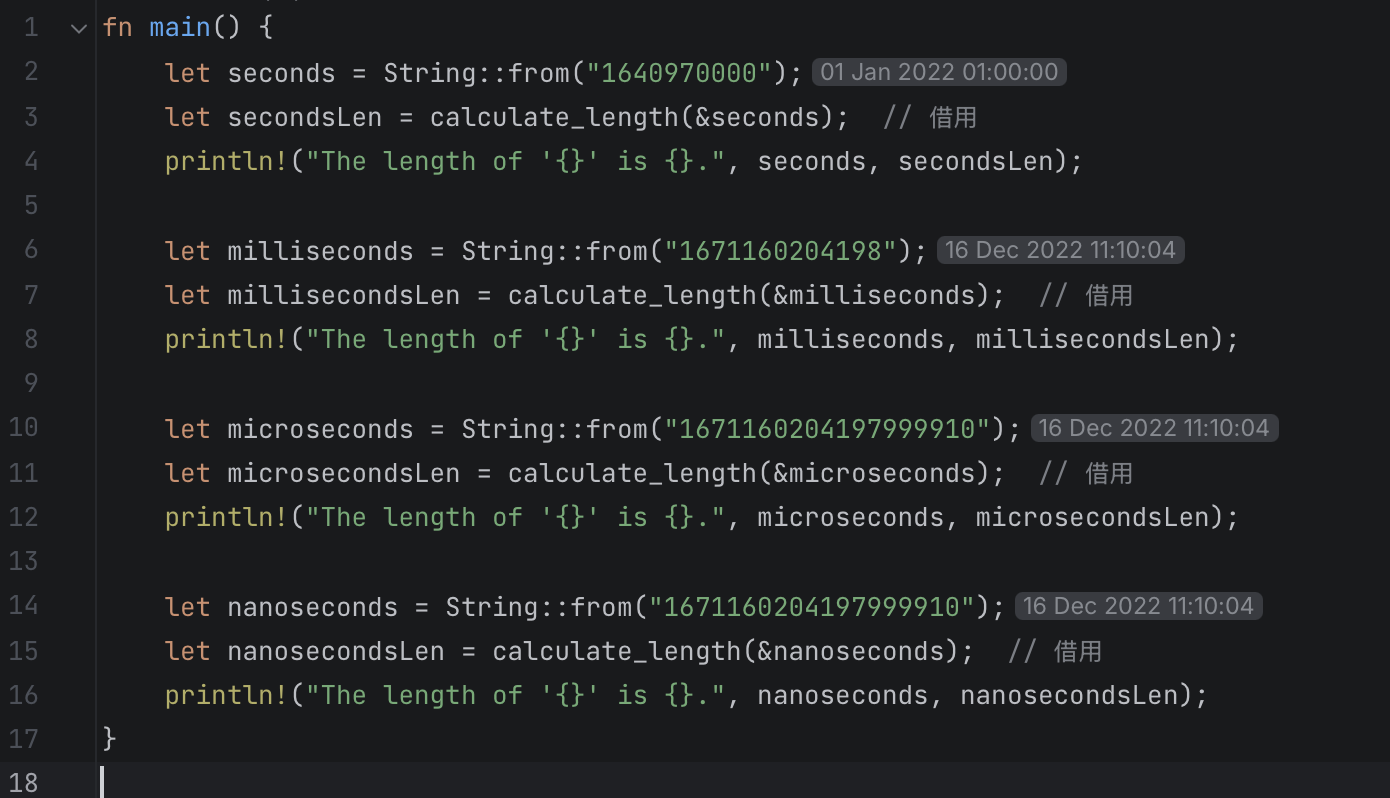 1 fn main() {
2 let seconds = String::from("1640970000"); 01 Jan 2022 01:00:00
3 let secondsLen = calculate_length(&seconds); // 借用
4 println!("The length of '{}' is {}.", seconds, secondsLen);
5
6 let milliseconds = String::from("1671160204198"); 16 Dec 2022 11:10:04
7 let millisecondsLen = calculate_length(&milliseconds); // 借用
8 println!("The length of '{}' is {}.", milliseconds, millisecondsLen);
9
10 let microseconds = String::from("1671160204197999910"); 16 Dec 2022 11:10:04
11 let microsecondsLen = calculate_length(&microseconds); // 借用
12 println!("The length of '{}' is {}.", microseconds, microsecondsLen);
13
14 let nanoseconds = String::from("1671160204197999910"); 16 Dec 2022 11:10:04
15 let nanosecondsLen = calculate_length(&nanoseconds); // 借用
16 println!("The length of '{}' is {}.", nanoseconds, nanosecondsLen);
17 }
18